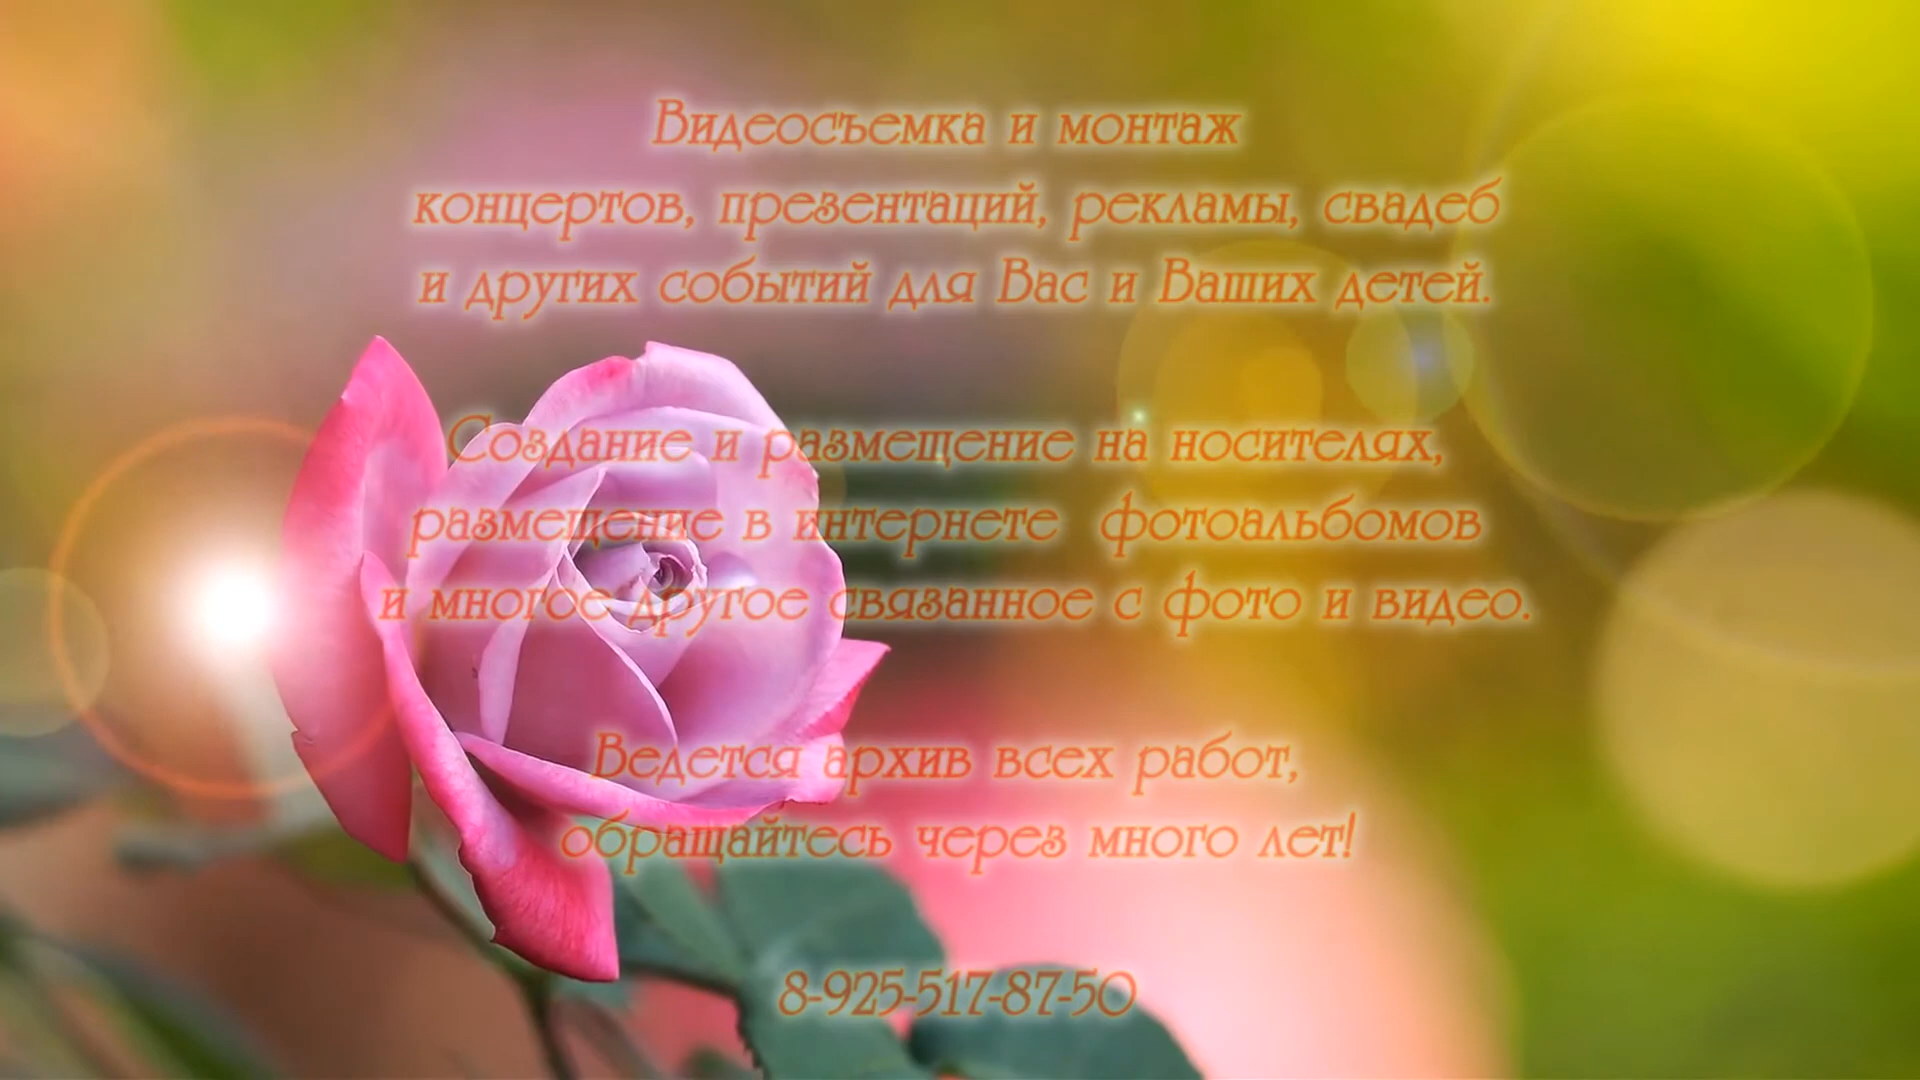 Видеосъемка и монтаж
концертов, презентаций, рекламы, свадеб
и других событий для Вас и Ваших детей.
Создание и размещение на носителях,
размещение в интернете фотоальбомов
и многое другое связанное с фото и видео.
Ведется архив всех работ,
обращайтесь через много лет!
8-925-517-87-50